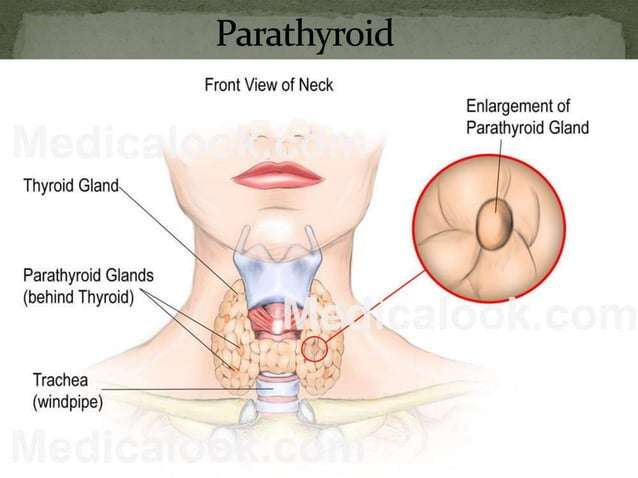 Parathyroid
Front View of Neck
Enlargement of
Parathyroid Gland
Medicalook.com
Thyroid Gland
Parathyroid Glands
(behind Thyroid)
Medicalook.com
Trachea
(windpipe)
Medicalook.com